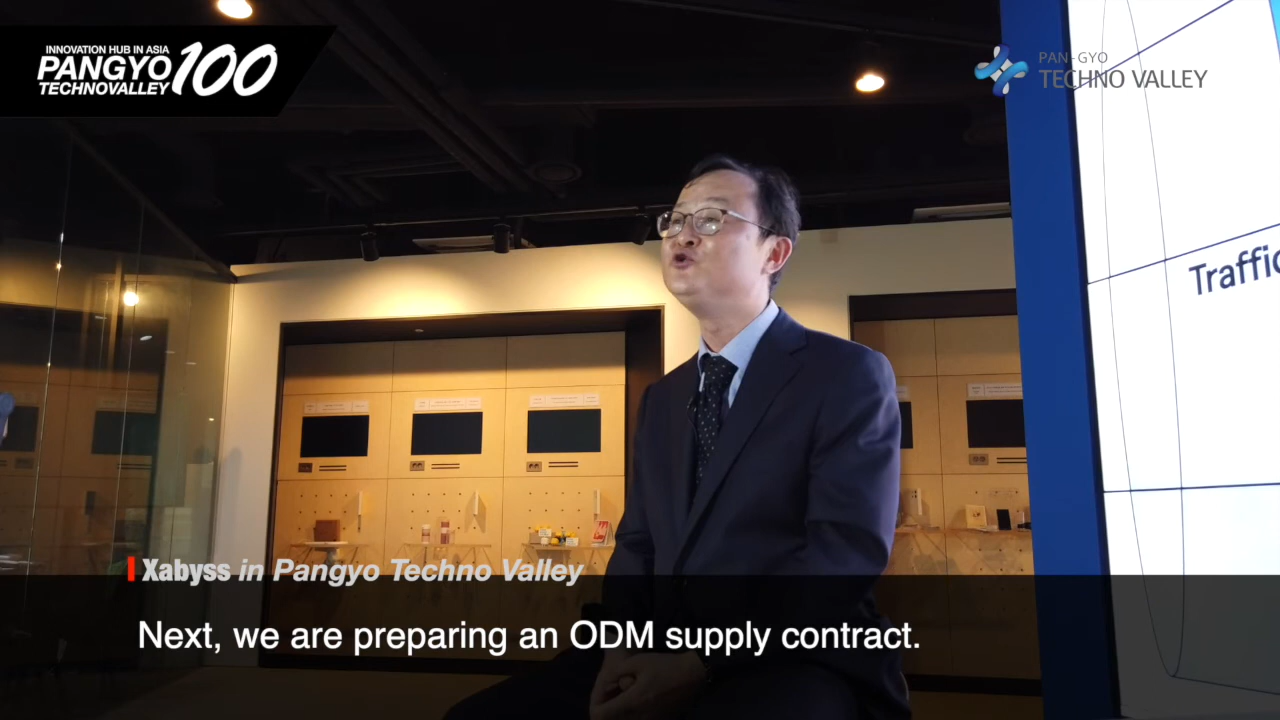 INNOVATION HUB IN ASIA
PANGYO
TECHNOVALLEY
100
PAN-GYO
TECHNO VALLEY
Traffic
Xabyss in Pangyo Techno Valley
Next, we are preparing an ODM supply contract.